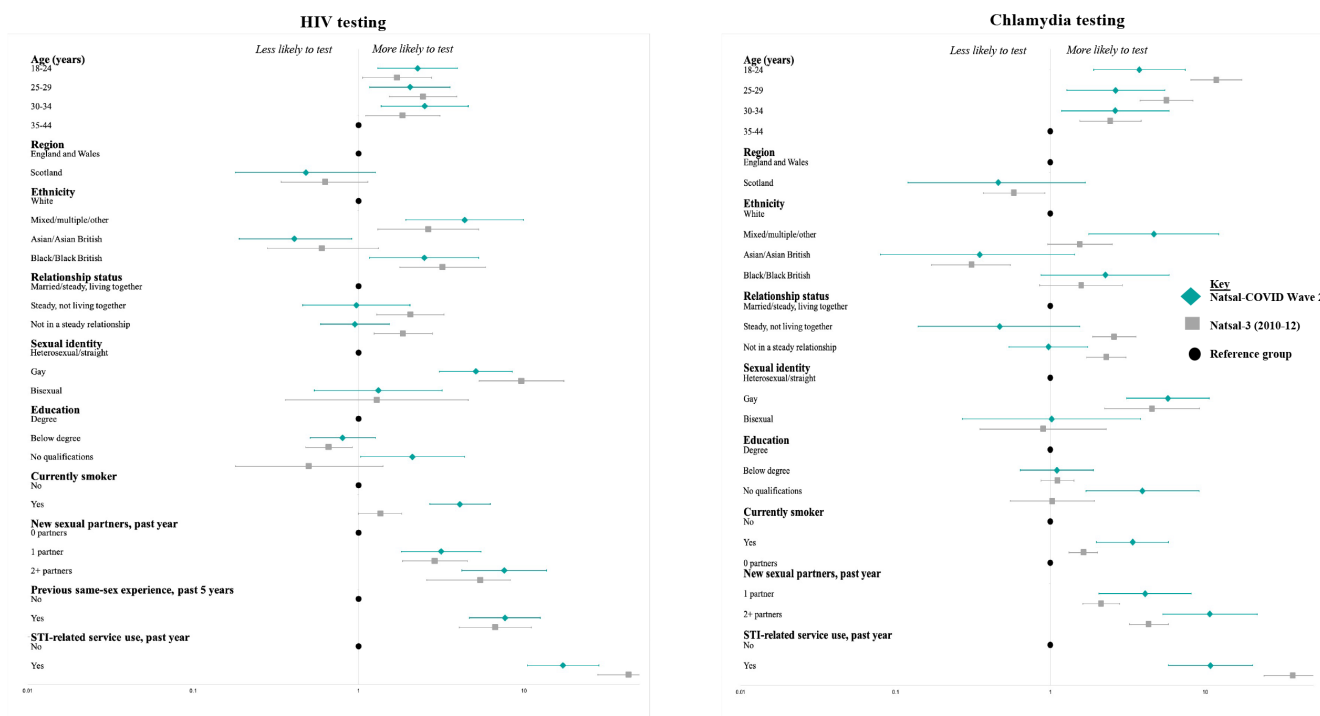 HIV testing
Less likely to test More likely to test
Age (years)
18-24
25-29
30-34
35-44
Region
England and Wales
Scotland
Ethnicity
White
Mixed/multiple/other
Asian/Asian British
Black/Black British
Relationship status
Married/steady, living together
Steady, not living together
Not in a steady relationship
Sexual identity
Heterosexual/straight
Gay
Bisexual
Education
Degree
Below degree
No qualifications
Currently smoker
No
Yes
New sexual partners, past year
0 partners
1 partner
2+ partners
Previous same-sex experience, past 5 years
No
Yes
STI-related service use, past year
No
Yes
0.01 0.1 1 10
Chlamydia testing
Less likely to test More likely to test
Age (years)
18-24
25-29
30-34
35-44
Region
England and Wales
Scotland
Ethnicity
White
Mixed/multiple/other
Asian/Asian British
Black/Black British
Relationship status
Married/steady, living together
Steady, not living together
Not in a steady relationship
Sexual identity
Heterosexual/straight
Gay
Bisexual
Education
Degree
Below degree
No qualifications
Currently smoker
No
Yes
0 partners
New sexual partners, past year
1 partner
2+ partners
STI-related service use, past year
No
Yes
0.01 0.1 1 10
Key
Natsal-COVID Wave 2
Natsal-3 (2010-12)
Reference group